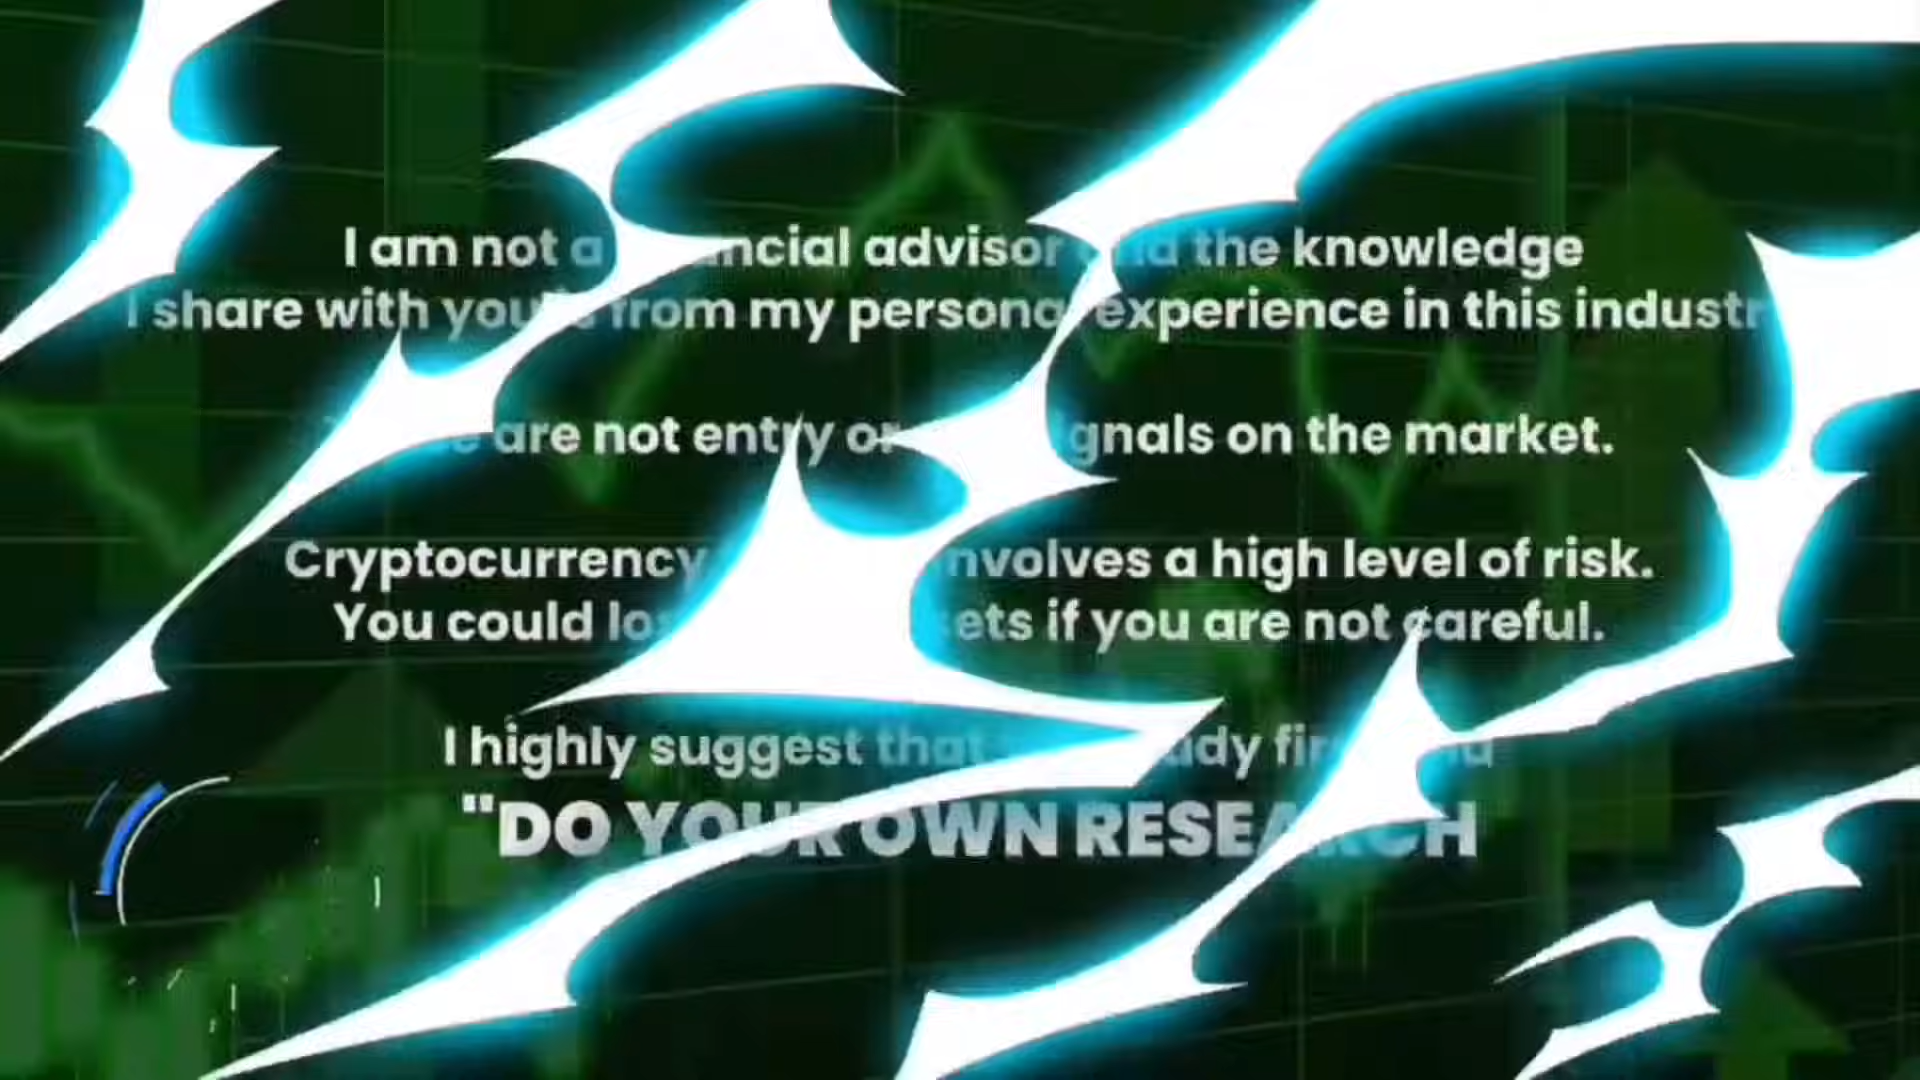 I am not a financial advisor and the knowledge
I share with you is from my personal experience in this industry
are not entry or signals on the market.
Cryptocurrency involves a high level of risk.
You could lose assets if you are not careful.
I highly suggest that study first and
"DO YOUR OWN RESEARCH